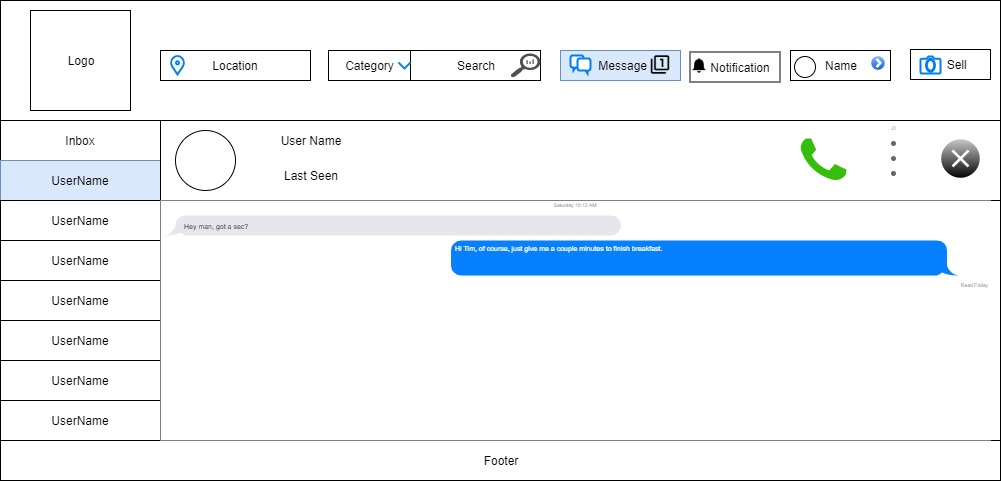 Logo
Location
Category
Search
Message
1
Notification
Name
Sell
Inbox
UserName
UserName
UserName
UserName
UserName
UserName
UserName
User Name
Last Seen
Saturday 10:12 AM
Hey man, got a sec?
Hi Tim, of course, just give me a couple minutes to finish breakfast.
Read Friday
Footer